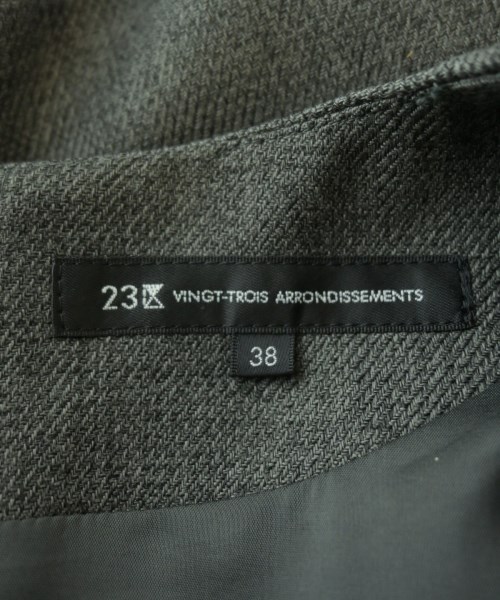 23区 VINGT-TROIS ARRONDISSEMENTS
38